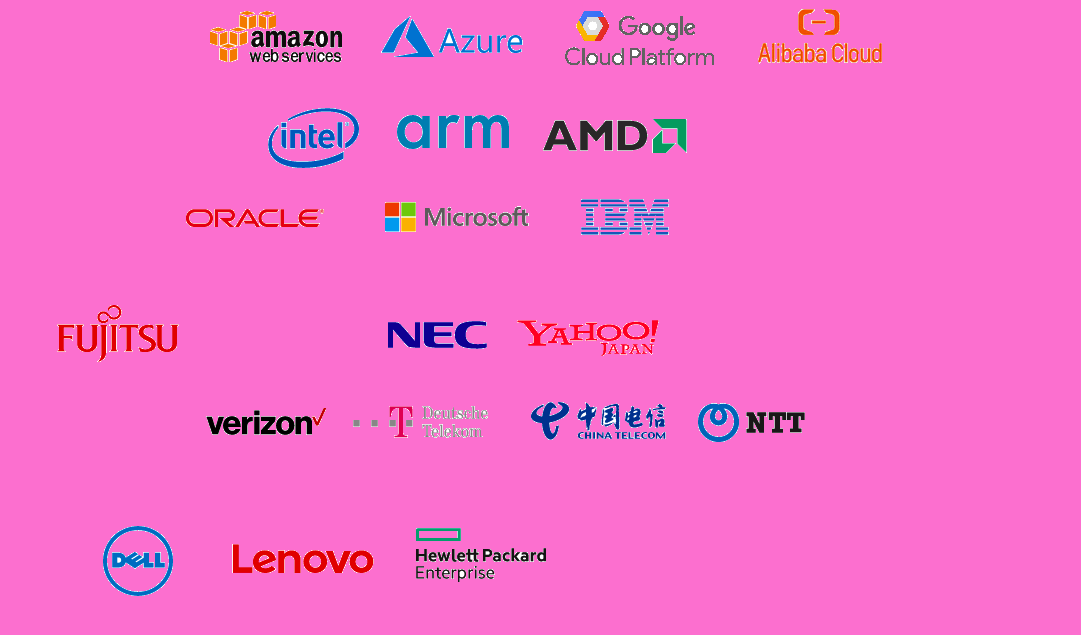 amazon
web services
Azure
Google
Cloud Platform
Alibaba Cloud
intel
arm
AMD
ORACLE
Microsoft
IBM
FUJITSU
NEC
YAHOO!
JAPAN
verizon
T
Deutsche
Telekom
中国电信
CHINA TELECOM
NTT
DELL
Lenovo
Hewlett Packard
Enterprise